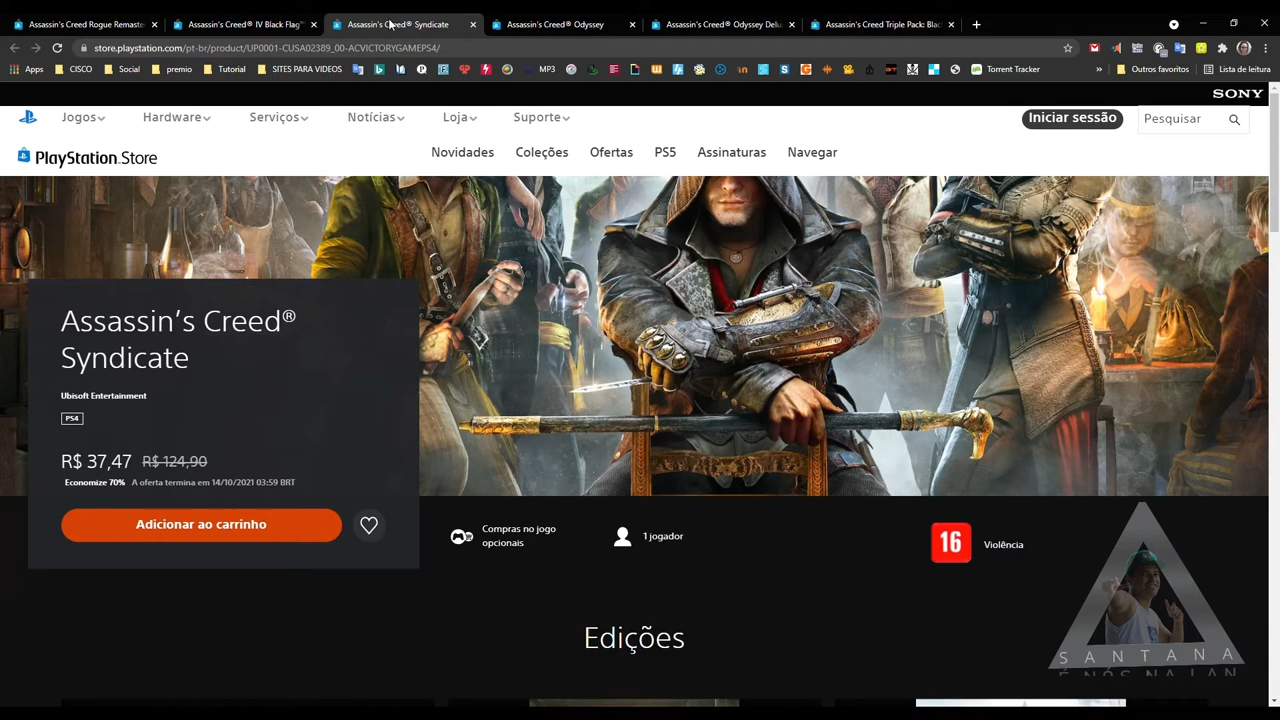 Assassin's Creed Rogue Remaster
Assassin's Creed® IV Black Flag™
Assassin's Creed® Syndicate
Assassin's Creed® Odyssey
Assassin's Creed® Odyssey Delu
Assassin's Creed Triple Pack: Blac
store.playstation.com/pt-br/product/UP0001-CUSA02389_00-ACVICTORYGAMEPS4/
Apps CISCO Social premio Tutorial SITES PARA VIDEOS MP3 Torrent Tracker » Outros favoritos Lista de leitura
SONY
Jogos Hardware Serviços Notícias Loja Suporte Iniciar sessão Pesquisar
PlayStation.Store Novidades Coleções Ofertas PS5 Assinaturas Navegar
Assassin's Creed®
Syndicate
Ubisoft Entertainment
PS4
R$ 37,47 R$ 124,90
Economize 70% A oferta termina em 14/10/2021 03:59 BRT
Adicionar ao carrinho
Compras no jogo
opcionais
1 jogador
16 Violência
Edições
SANTANA
É NÓS NA LAN